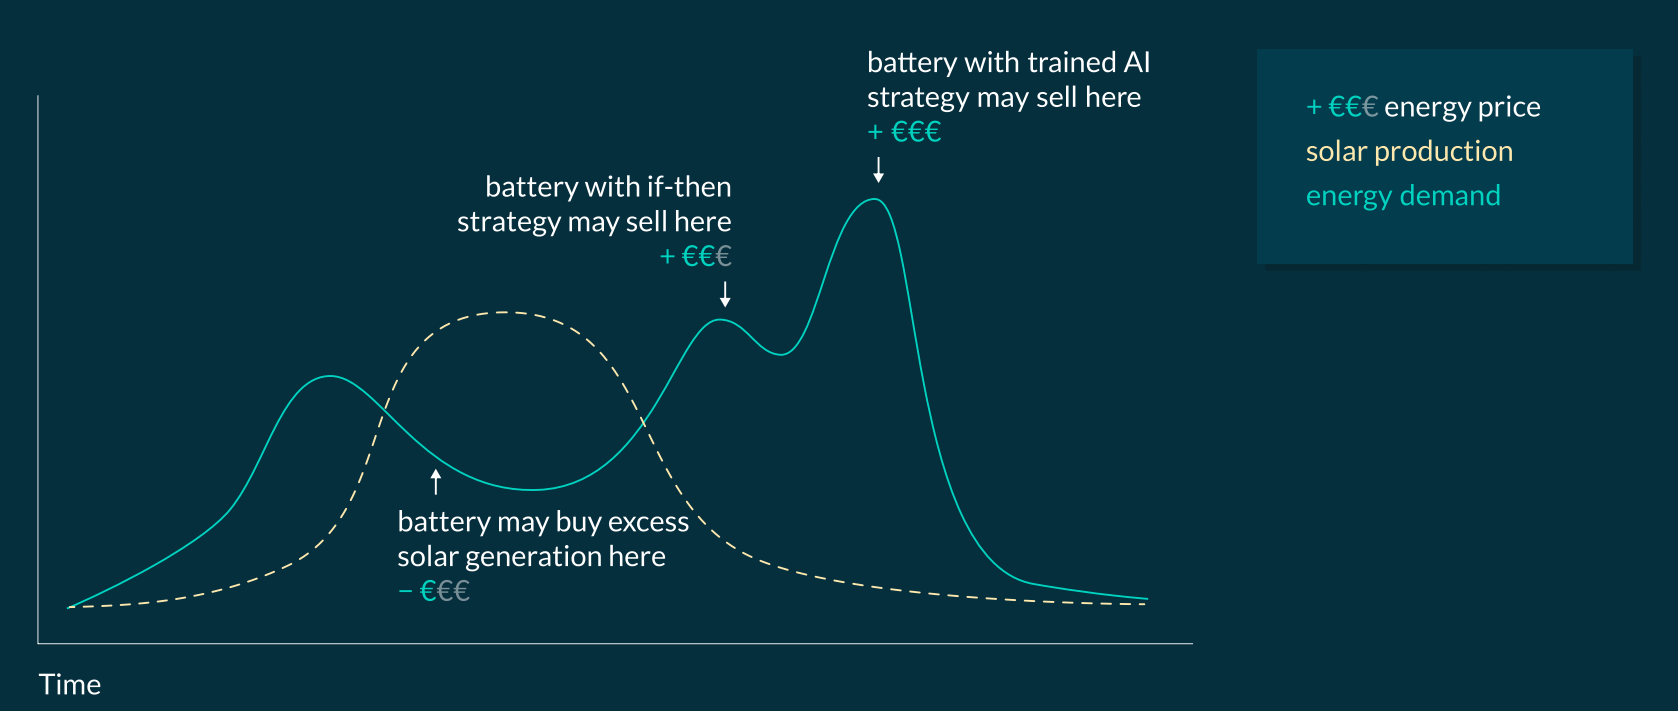 battery with trained AI
strategy may sell here
+ €€€
battery with if-then
strategy may sell here
+ €€€
battery may buy excess
solar generation here
− €€€
Time
+ €€€ energy price
solar production
energy demand